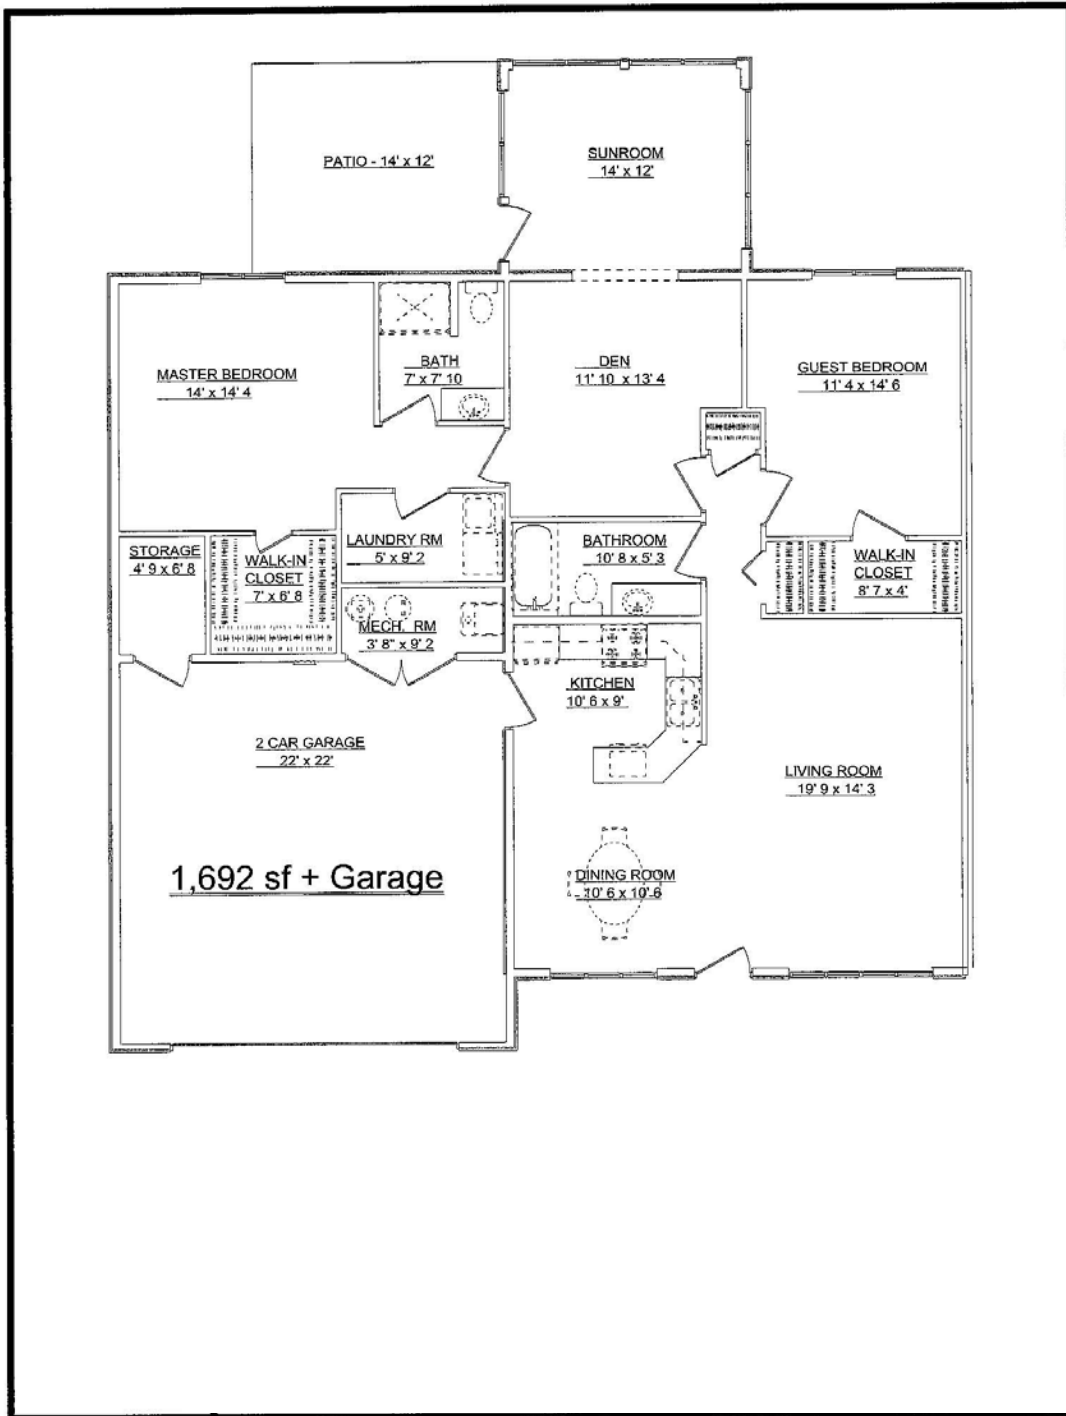 PATIO - 14' x 12'
SUNROOM
14' x 12'
MASTER BEDROOM
14' x 14' 4
BATH
7' x 7' 10
DEN
11' 10 x 13' 4
GUEST BEDROOM
11' 4 x 14' 6
STORAGE
4' 9 x 6' 8
WALK-IN
CLOSET
7' x 6' 8
LAUNDRY RM
5' x 9' 2
BATHROOM
10' 8 x 5' 3
WALK-IN
CLOSET
8' 7 x 4'
MECH. RM
3' 8" x 9' 2
KITCHEN
10' 6 x 9'
2 CAR GARAGE
22' x 22'
LIVING ROOM
19' 9 x 14' 3
1,692 sf + Garage
DINING ROOM
10' 6 x 10' 6